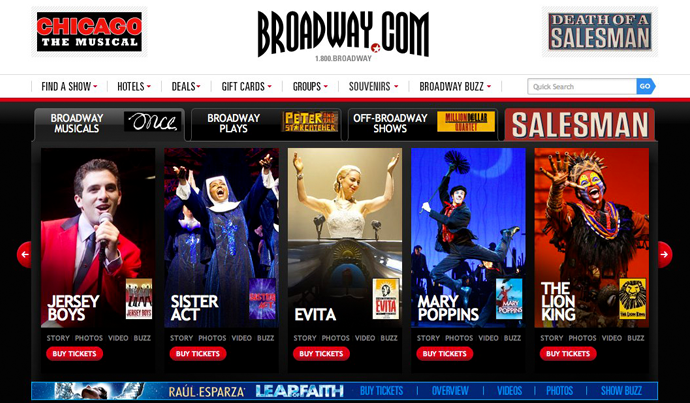 CHICAGO
THE MUSICAL
BROADWAY.COM
1.800.BROADWAY
DEATH OF A
SALESMAN
FIND A SHOW HOTELS DEALS GIFT CARDS GROUPS SOUVENIRS BROADWAY BUZZ Quick Search GO
BROADWAY
MUSICALS
Once
BROADWAY
PLAYS
PETER
AND THE
STARCATCHER
OFF-BROADWAY
SHOWS
MILLION DOLLAR
QUARTET
SALESMAN
JERSEY
BOYS
JERSEY BOYS
SISTER
ACT
SISTER
ACT
EVITA
EVITA
MARY
POPPINS
THE
LION
KING
THE LION KING
STORY PHOTOS VIDEO BUZZ STORY PHOTOS VIDEO BUZZ STORY PHOTOS VIDEO BUZZ STORY PHOTOS VIDEO BUZZ STORY PHOTOS VIDEO BUZZ
BUY TICKETS BUY TICKETS BUY TICKETS BUY TICKETS BUY TICKETS
RAÚL ESPARZA LEAP OF FAITH BUY TICKETS OVERVIEW VIDEOS PHOTOS SHOW BUZZ